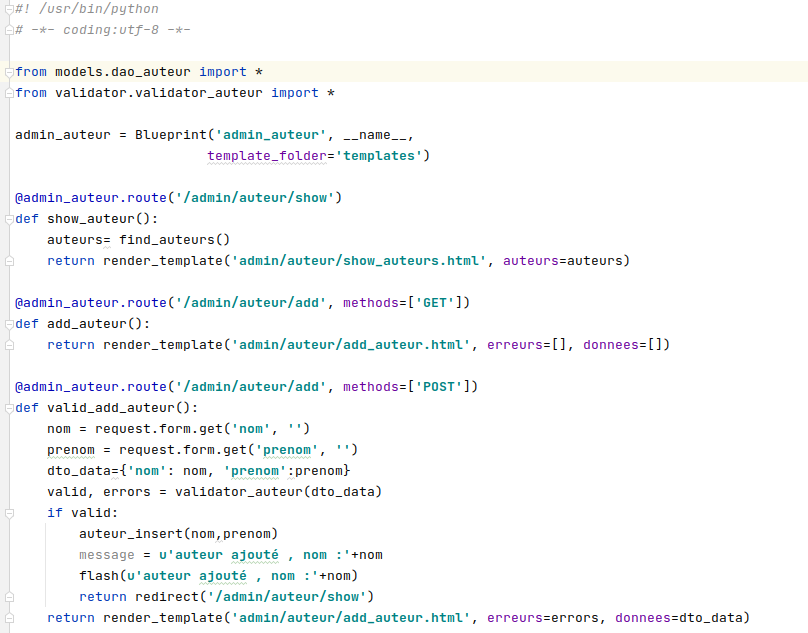 #! /usr/bin/python
# -*- coding:utf-8 -*-
from models.dao_auteur import *
from validator.validator_auteur import *
admin_auteur = Blueprint('admin_auteur', __name__,
                        template_folder='templates')
@admin_auteur.route('/admin/auteur/show')
def show_auteur():
    auteurs= find_auteurs()
    return render_template('admin/auteur/show_auteurs.html', auteurs=auteurs)
@admin_auteur.route('/admin/auteur/add', methods=['GET'])
def add_auteur():
    return render_template('admin/auteur/add_auteur.html', erreurs=[], donnees=[])
@admin_auteur.route('/admin/auteur/add', methods=['POST'])
def valid_add_auteur():
    nom = request.form.get('nom', '')
    prenom = request.form.get('prenom', '')
    dto_data={'nom': nom, 'prenom':prenom}
    valid, errors = validator_auteur(dto_data)
    if valid:
        auteur_insert(nom,prenom)
        message = u'auteur ajouté , nom :'+nom
        flash(u'auteur ajouté , nom :'+nom)
        return redirect('/admin/auteur/show')
    return render_template('admin/auteur/add_auteur.html', erreurs=errors, donnees=dto_data)